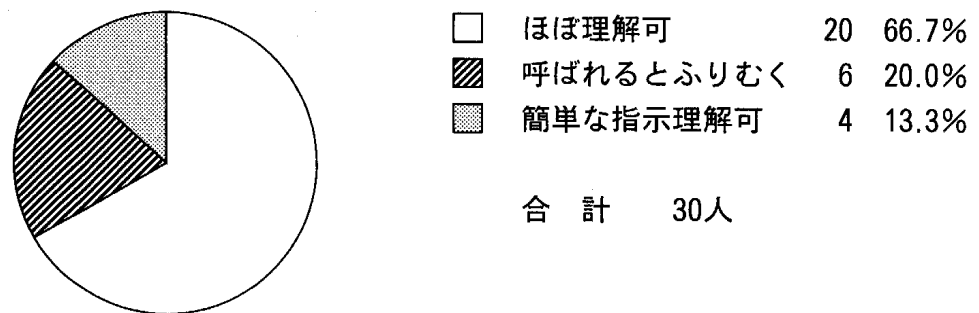 ほぼ理解可 20 66.7%
呼ばれるとふりむく 6 20.0%
簡単な指示理解可 4 13.3%
合 計 30人